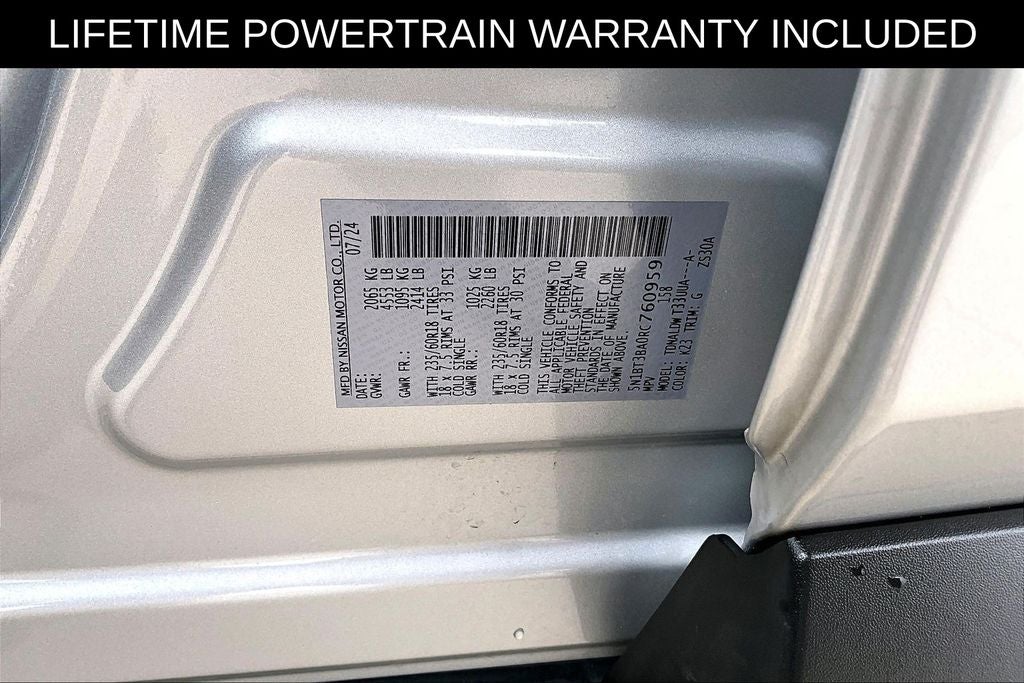 LIFETIME POWERTRAIN WARRANTY INCLUDED
MFD BY NISSAN MOTOR CO., LTD.
DATE: 07/24
GVWR: 2065 KG
4553 LB
GAWR FR.: 1095 KG
2414 LB
WITH 235/60R18 TIRES
18 x 7.5 RIMS AT 33 PSI
COLD SINGLE
GAWR RR.: 1025 KG
2260 LB
WITH 235/60R18 TIRES
18 x 7.5 RIMS AT 30 PSI
COLD SINGLE
THIS VEHICLE CONFORMS TO
ALL APPLICABLE FEDERAL
MOTOR VEHICLE SAFETY AND
THEFT PREVENTION
STANDARDS IN EFFECT ON
THE DATE OF MANUFACTURE
SHOWN ABOVE.
5N1BT3BA0RC760959
MPV 158
MODEL: TDWALDW T33QUA---A-
COLOR: K23 TRIM: G ZS30A